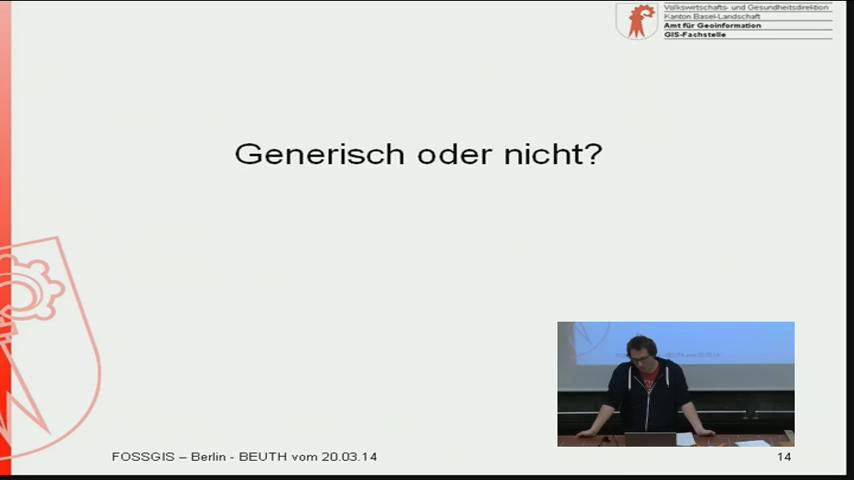 Volkswirtschafts- und Gesundheitsdirektion
Kanton Basel-Landschaft
Amt für Geoinformation
GIS-Fachstelle
Generisch oder nicht?
FOSSGIS – Berlin - BEUTH vom 20.03.14
14